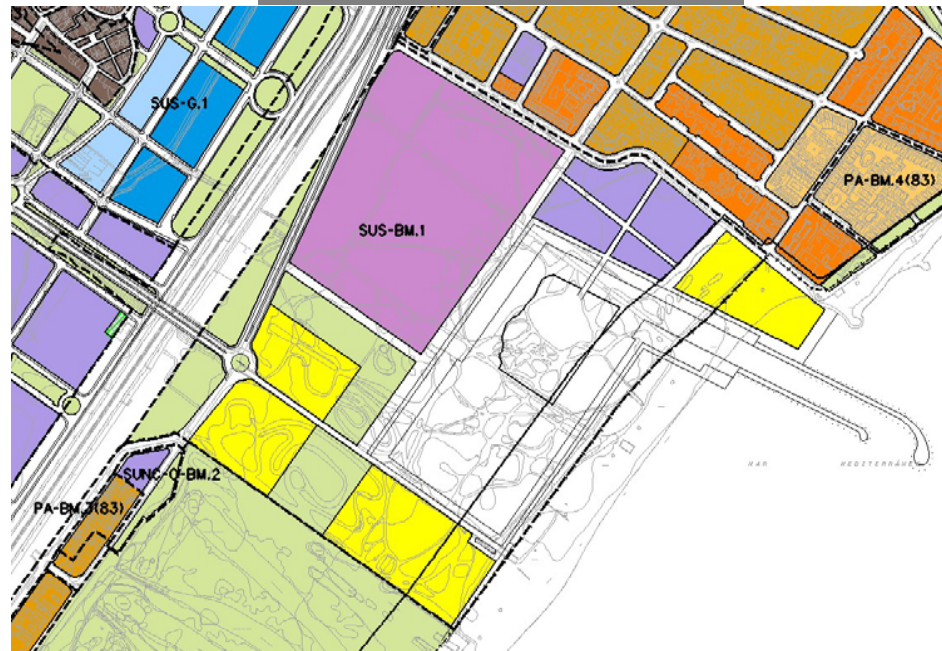 SUS-G.1
PA-BM.4(83)
SUS-BM.1
MAR MEDITERRÁNEO
SUNC-O-BM.2
PA-BM.3(83)